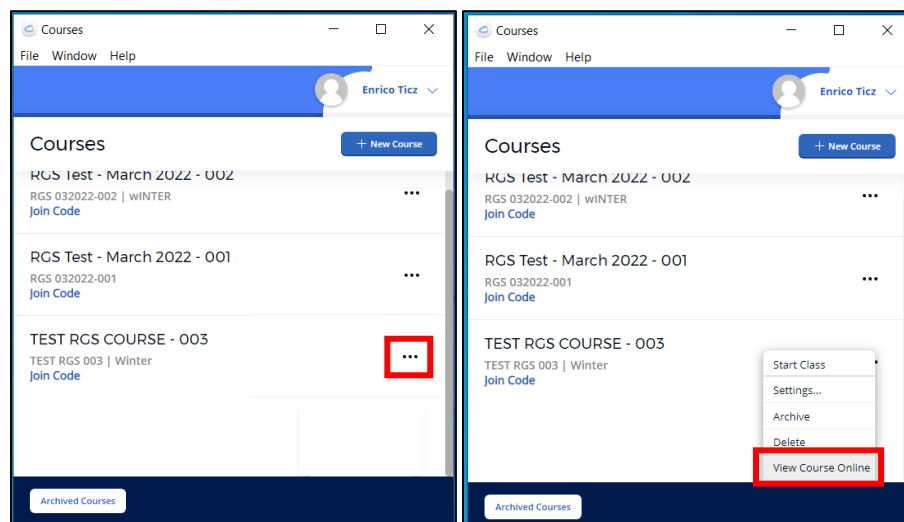 Courses
File Window Help
Enrico Ticz
Courses
+ New Course
RGS Test - March 2022 - 002
RGS 032022-002 | wINTER
Join Code
RGS Test - March 2022 - 001
RGS 032022-001
Join Code
TEST RGS COURSE - 003
TEST RGS 003 | Winter
Join Code
Archived Courses
Courses
File Window Help
Enrico Ticz
Courses
+ New Course
RGS Test - March 2022 - 002
RGS 032022-002 | wINTER
Join Code
RGS Test - March 2022 - 001
RGS 032022-001
Join Code
TEST RGS COURSE - 003
TEST RGS 003 | Winter
Join Code
Start Class
Settings...
Archive
Delete
View Course Online
Archived Courses